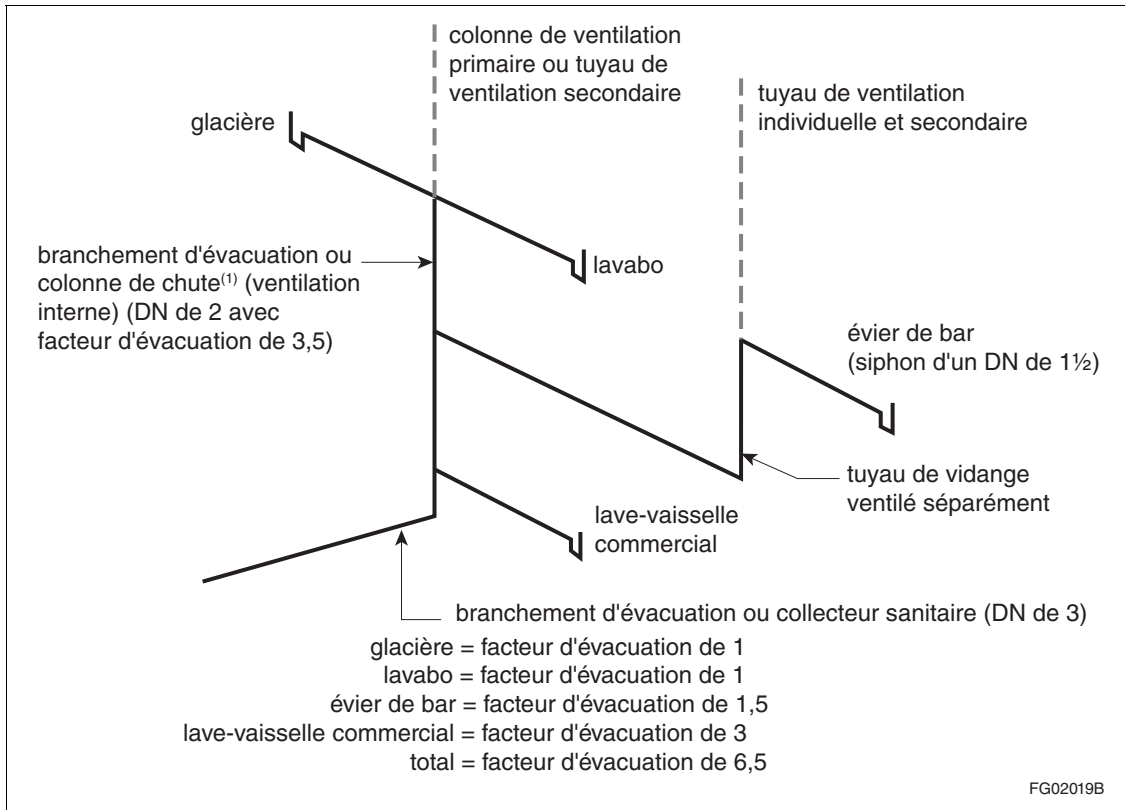 colonne de ventilation
primaire ou tuyau de
ventilation secondaire
tuyau de ventilation
individuelle et secondaire
glacière
branchement d'évacuation ou
colonne de chute(1) (ventilation
interne) (DN de 2 avec
facteur d'évacuation de 3,5)
lavabo
évier de bar
(siphon d'un DN de 1½)
tuyau de vidange
ventilé séparément
lave-vaisselle
commercial
branchement d'évacuation ou collecteur sanitaire (DN de 3)
glacière = facteur d'évacuation de 1
lavabo = facteur d'évacuation de 1
évier de bar = facteur d'évacuation de 1,5
lave-vaisselle commercial = facteur d'évacuation de 3
total = facteur d'évacuation de 6,5
FG02019B